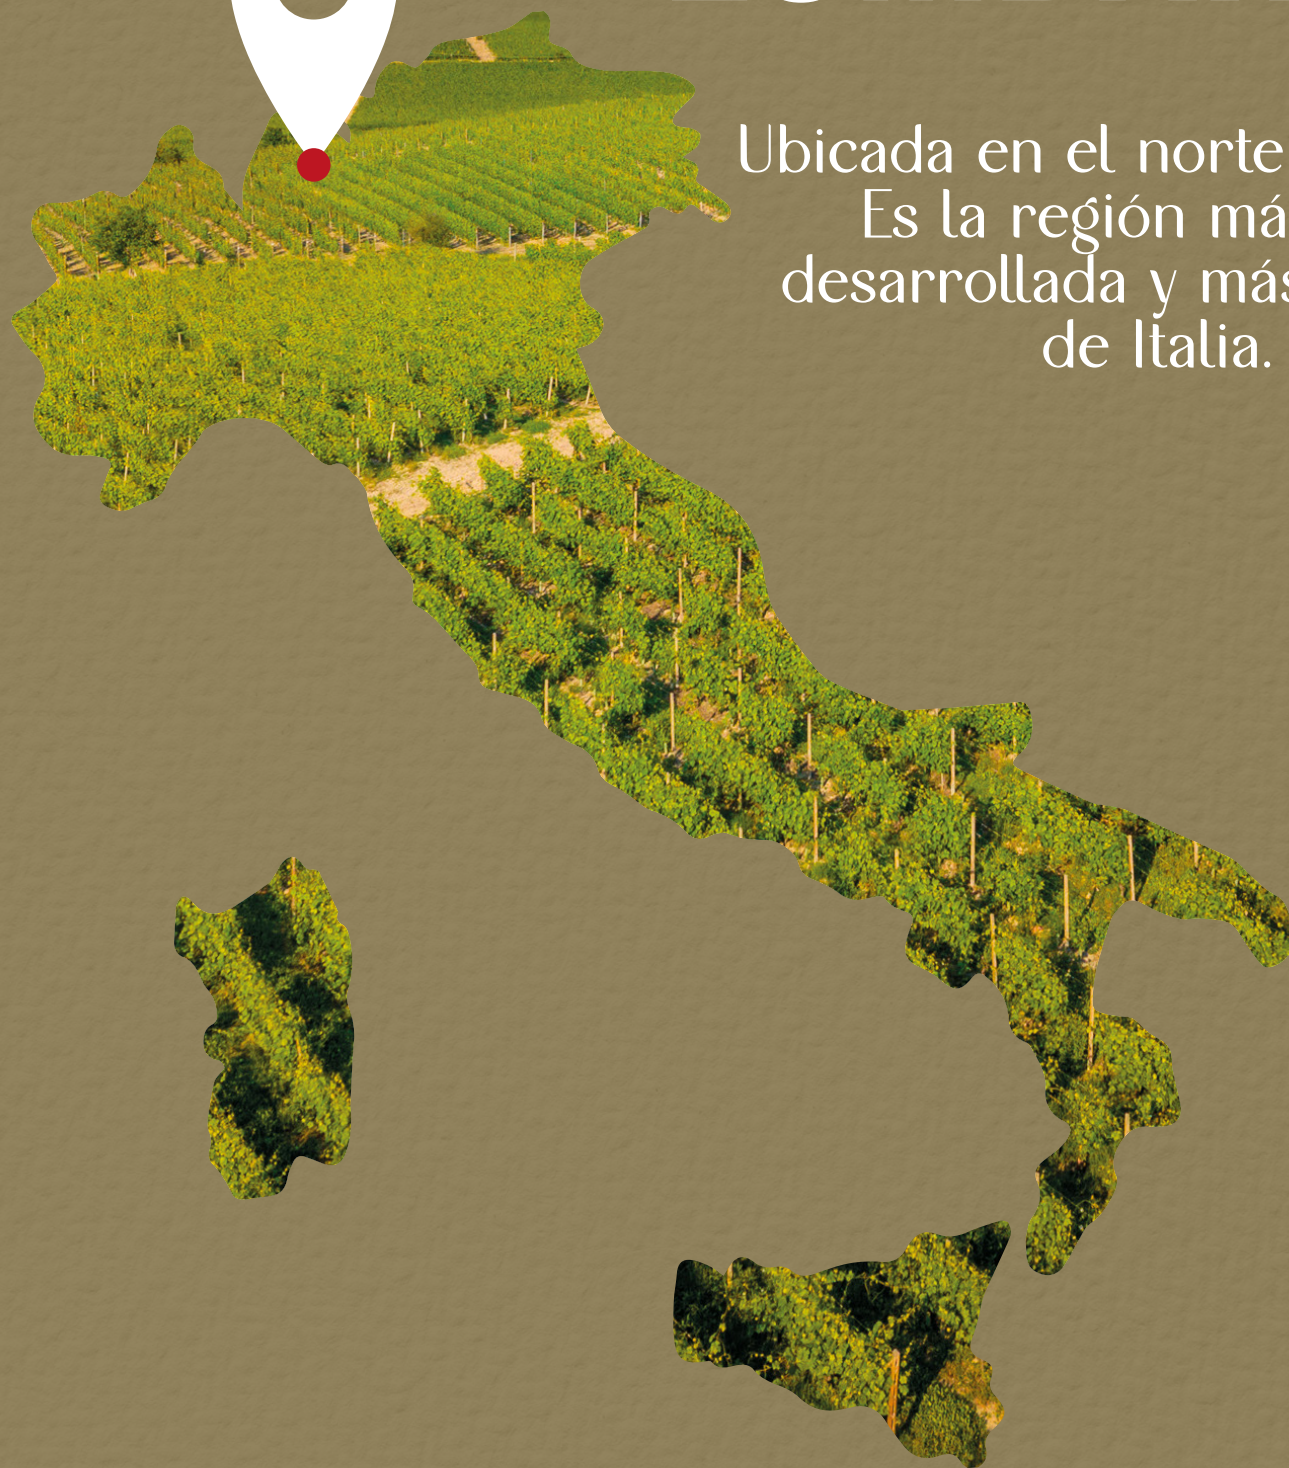 Ubicada en el norte
Es la región má
desarrollada y más
de Italia.